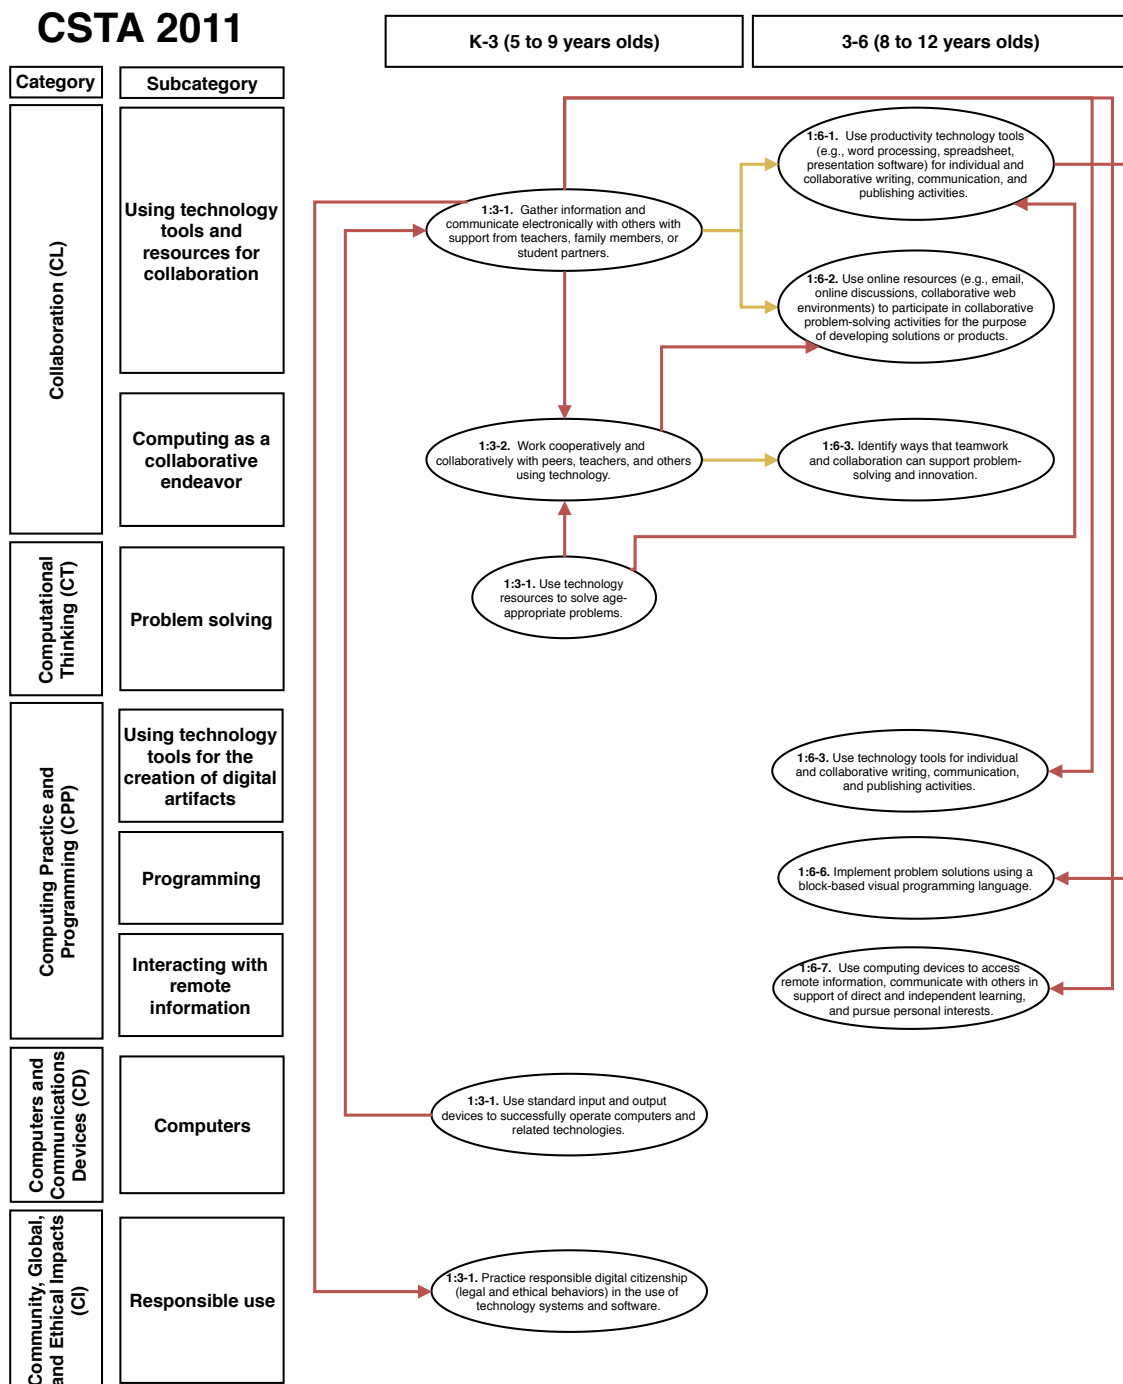 CSTA 2011
K-3 (5 to 9 years olds)
3-6 (8 to 12 years olds)
Category
Subcategory
Collaboration (CL)
Using technology
tools and
resources for
collaboration
1:3-1. Gather information and
communicate electronically with others with
support from teachers, family members, or
student partners.
1:6-1. Use productivity technology tools
(e.g., word processing, spreadsheet,
presentation software) for individual and
collaborative writing, communication, and
publishing activities.
1:6-2. Use online resources (e.g., email,
online discussions, collaborative web
environments) to participate in collaborative
problem-solving activities for the purpose
of developing solutions or products.
Computing as a
collaborative
endeavor
1:3-2. Work cooperatively and
collaboratively with peers, teachers, and others
using technology.
1:6-3. Identify ways that teamwork
and collaboration can support problem-
solving and innovation.
Computational
Thinking (CT)
Problem solving
1:3-1. Use technology
resources to solve age-
appropriate problems.
Computing Practice and
Programming (CPP)
Using technology
tools for the
creation of digital
artifacts
1:6-3. Use technology tools for individual
and collaborative writing, communication,
and publishing activities.
Programming
1:6-6. Implement problem solutions using a
block-based visual programming language.
Interacting with
remote
information
1:6-7. Use computing devices to access
remote information, communicate with others in
support of direct and independent learning,
and pursue personal interests.
Computers and
Communications
Devices (CD)
Computers
1:3-1. Use standard input and output
devices to successfully operate computers and
related technologies.
Community, Global,
and Ethical Impacts
(CI)
Responsible use
1:3-1. Practice responsible digital citizenship
(legal and ethical behaviors) in the use of
technology systems and software.